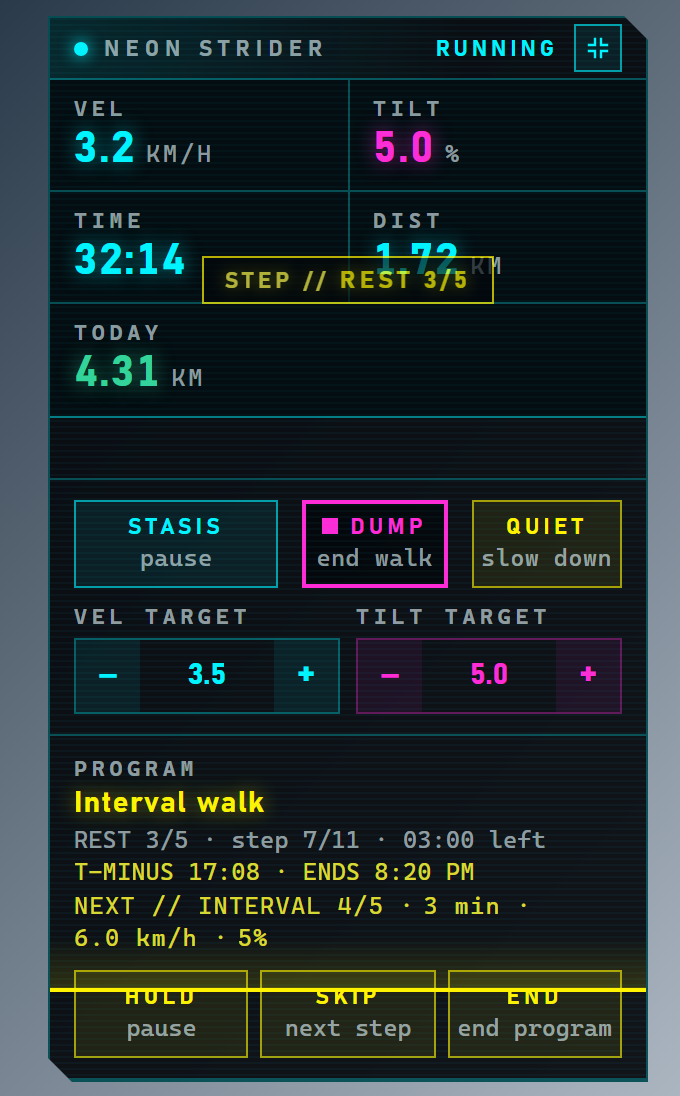 NEON STRIDER RUNNING
VEL TILT
3.2 KM/H 5.0 %
TIME DIST
32:14 1.72 KM
STEP // REST 3/5
TODAY
4.31 KM
STASIS DUMP QUIET
pause end walk slow down
VEL TARGET TILT TARGET
– 3.5 + – 5.0 +
PROGRAM
Interval walk
REST 3/5 · step 7/11 · 03:00 left
T−MINUS 17:08 · ENDS 8:20 PM
NEXT // INTERVAL 4/5 · 3 min ·
6.0 km/h · 5%
HOLD SKIP END
pause next step end program